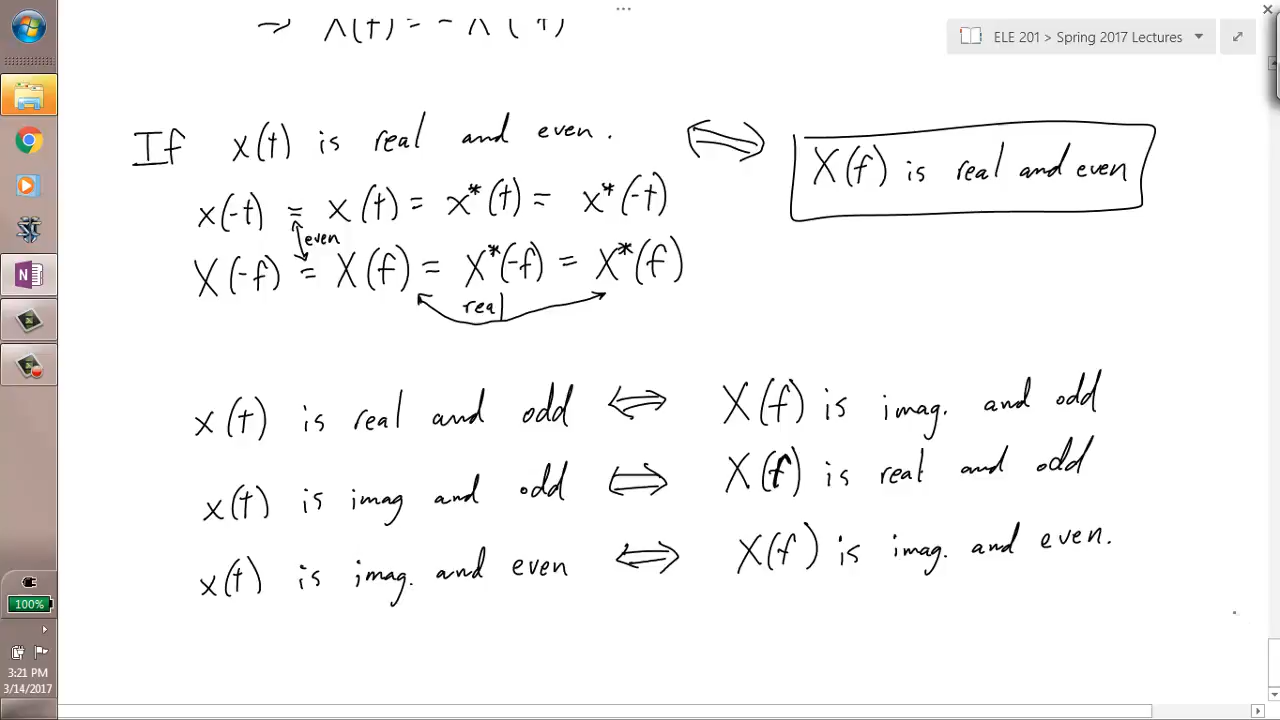 ELE 201 > Spring 2017 Lectures
If x(t) is real and even. ⟺ X(f) is real and even
x(-t) = x(t) = x*(t) = x*(-t)
even
X(-f) = X(f) = X*(-f) = X*(f)
real
x(t) is real and odd ⟺ X(f) is imag. and odd
x(t) is imag and odd ⟺ X(f) is real and odd
x(t) is imag. and even ⟺ X(f) is imag. and even.
100%
3:21 PM
3/14/2017